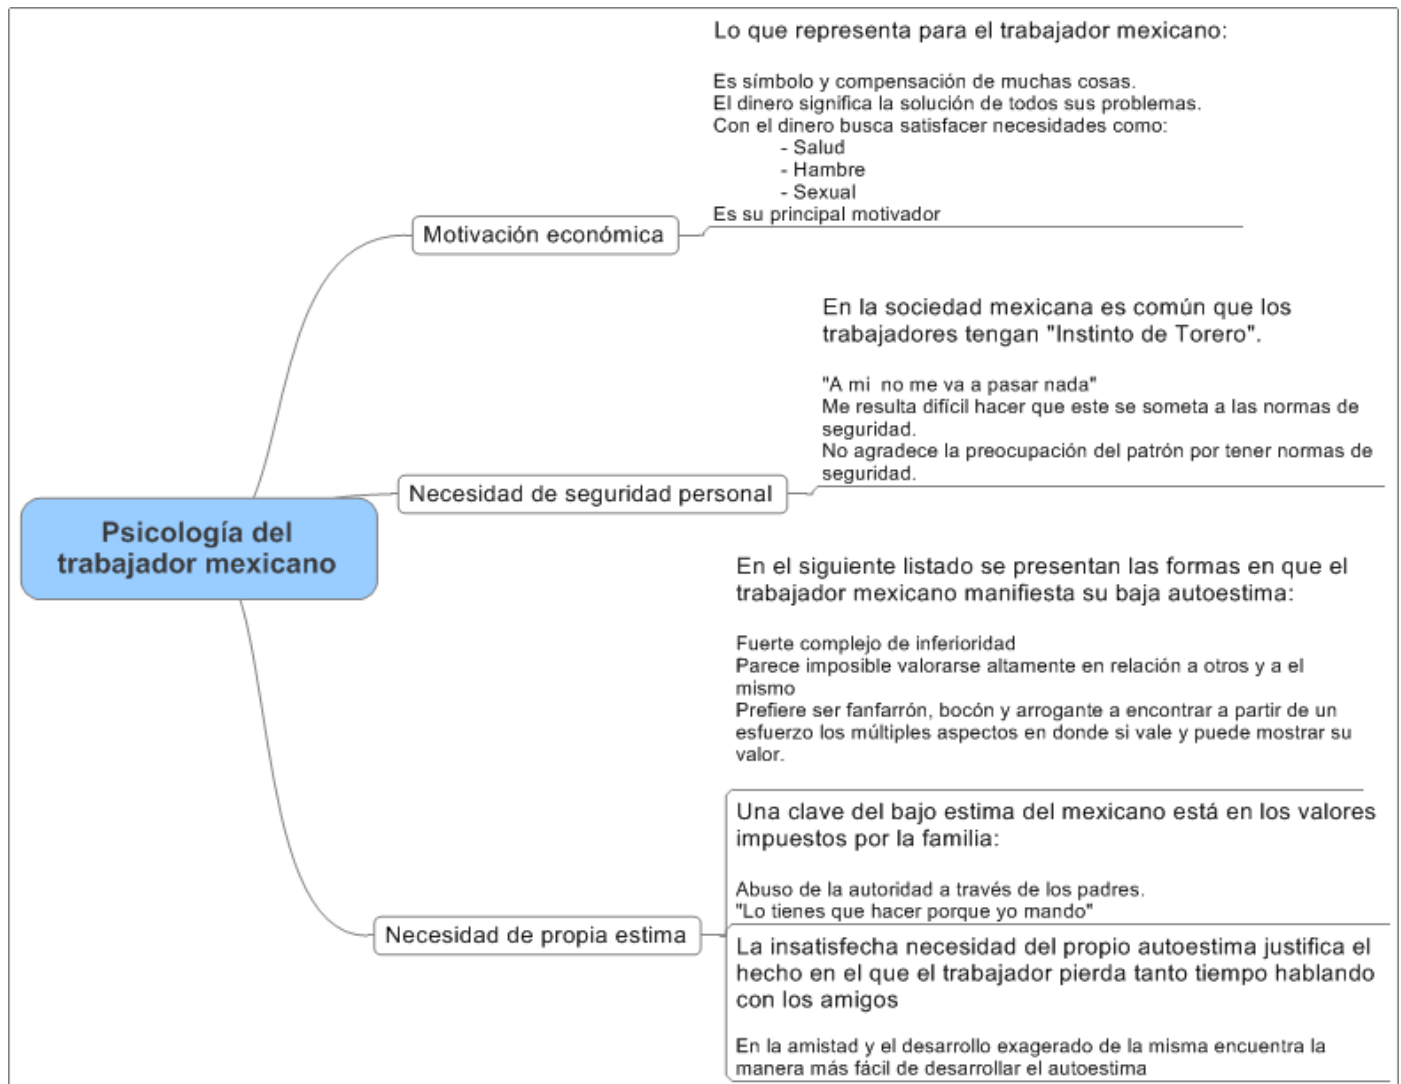 Lo que representa para el trabajador mexicano:
Es símbolo y compensación de muchas cosas.
El dinero significa la solución de todos sus problemas.
Con el dinero busca satisfacer necesidades como:
- Salud
- Hambre
- Sexual
Es su principal motivador
Motivación económica
En la sociedad mexicana es común que los
trabajadores tengan "Instinto de Torero".
"A mi  no me va a pasar nada"
Me resulta difícil hacer que este se someta a las normas de
seguridad.
No agradece la preocupación del patrón por tener normas de
seguridad.
Necesidad de seguridad personal
Psicología del
trabajador mexicano
En el siguiente listado se presentan las formas en que el
trabajador mexicano manifiesta su baja autoestima:
Fuerte complejo de inferioridad
Parece imposible valorarse altamente en relación a otros y a el
mismo
Prefiere ser fanfarrón, bocón y arrogante a encontrar a partir de un
esfuerzo los múltiples aspectos en donde si vale y puede mostrar su
valor.
Una clave del bajo estima del mexicano está en los valores
impuestos por la familia:
Abuso de la autoridad a través de los padres.
"Lo tienes que hacer porque yo mando"
Necesidad de propia estima
La insatisfecha necesidad del propio autoestima justifica el
hecho en el que el trabajador pierda tanto tiempo hablando
con los amigos
En la amistad y el desarrollo exagerado de la misma encuentra la
manera más fácil de desarrollar el autoestima